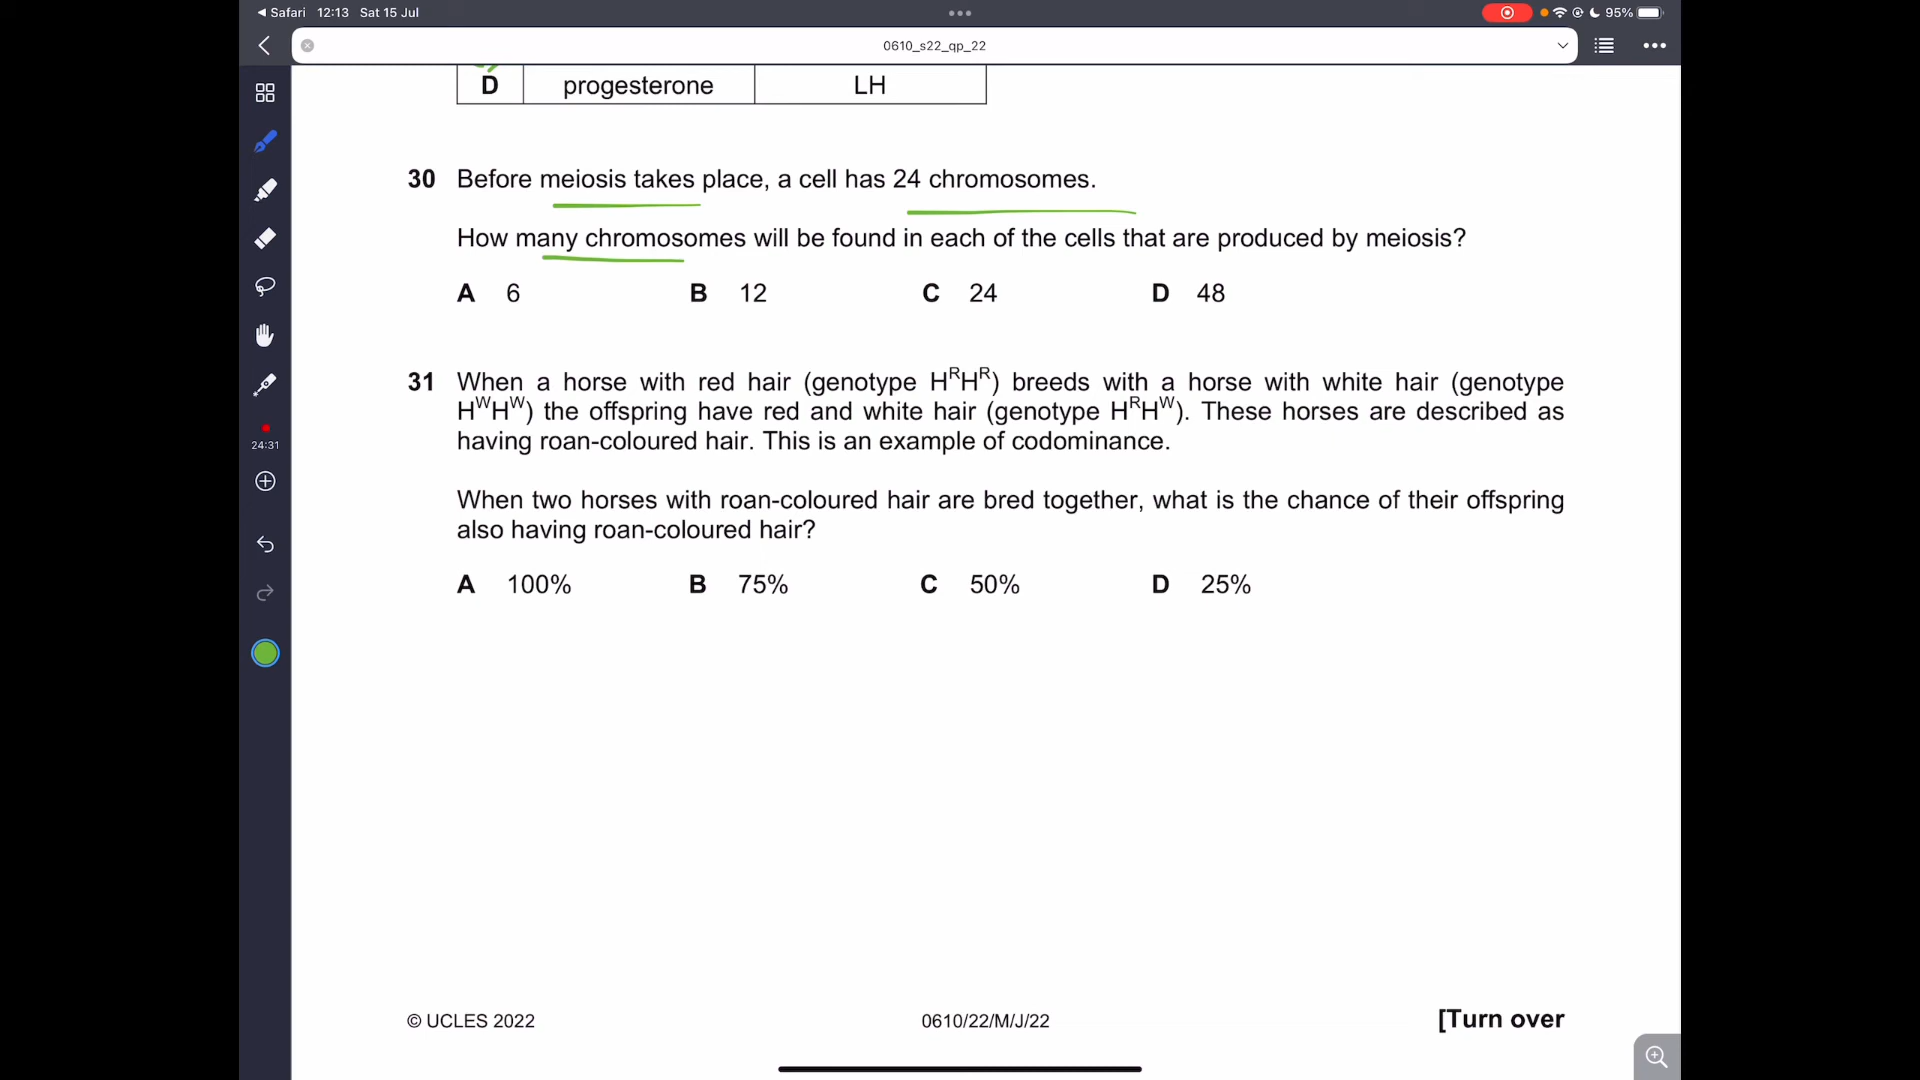 Safari 12:13 Sat 15 Jul
95%
0610_s22_qp_22
D progesterone LH
30 Before meiosis takes place, a cell has 24 chromosomes.
How many chromosomes will be found in each of the cells that are produced by meiosis?
A 6 B 12 C 24 D 48
31 When a horse with red hair (genotype HᴿHᴿ) breeds with a horse with white hair (genotype
HᵂHᵂ) the offspring have red and white hair (genotype HᴿHᵂ). These horses are described as
having roan-coloured hair. This is an example of codominance.
24:31
When two horses with roan-coloured hair are bred together, what is the chance of their offspring
also having roan-coloured hair?
A 100% B 75% C 50% D 25%
© UCLES 2022 0610/22/M/J/22 [Turn over